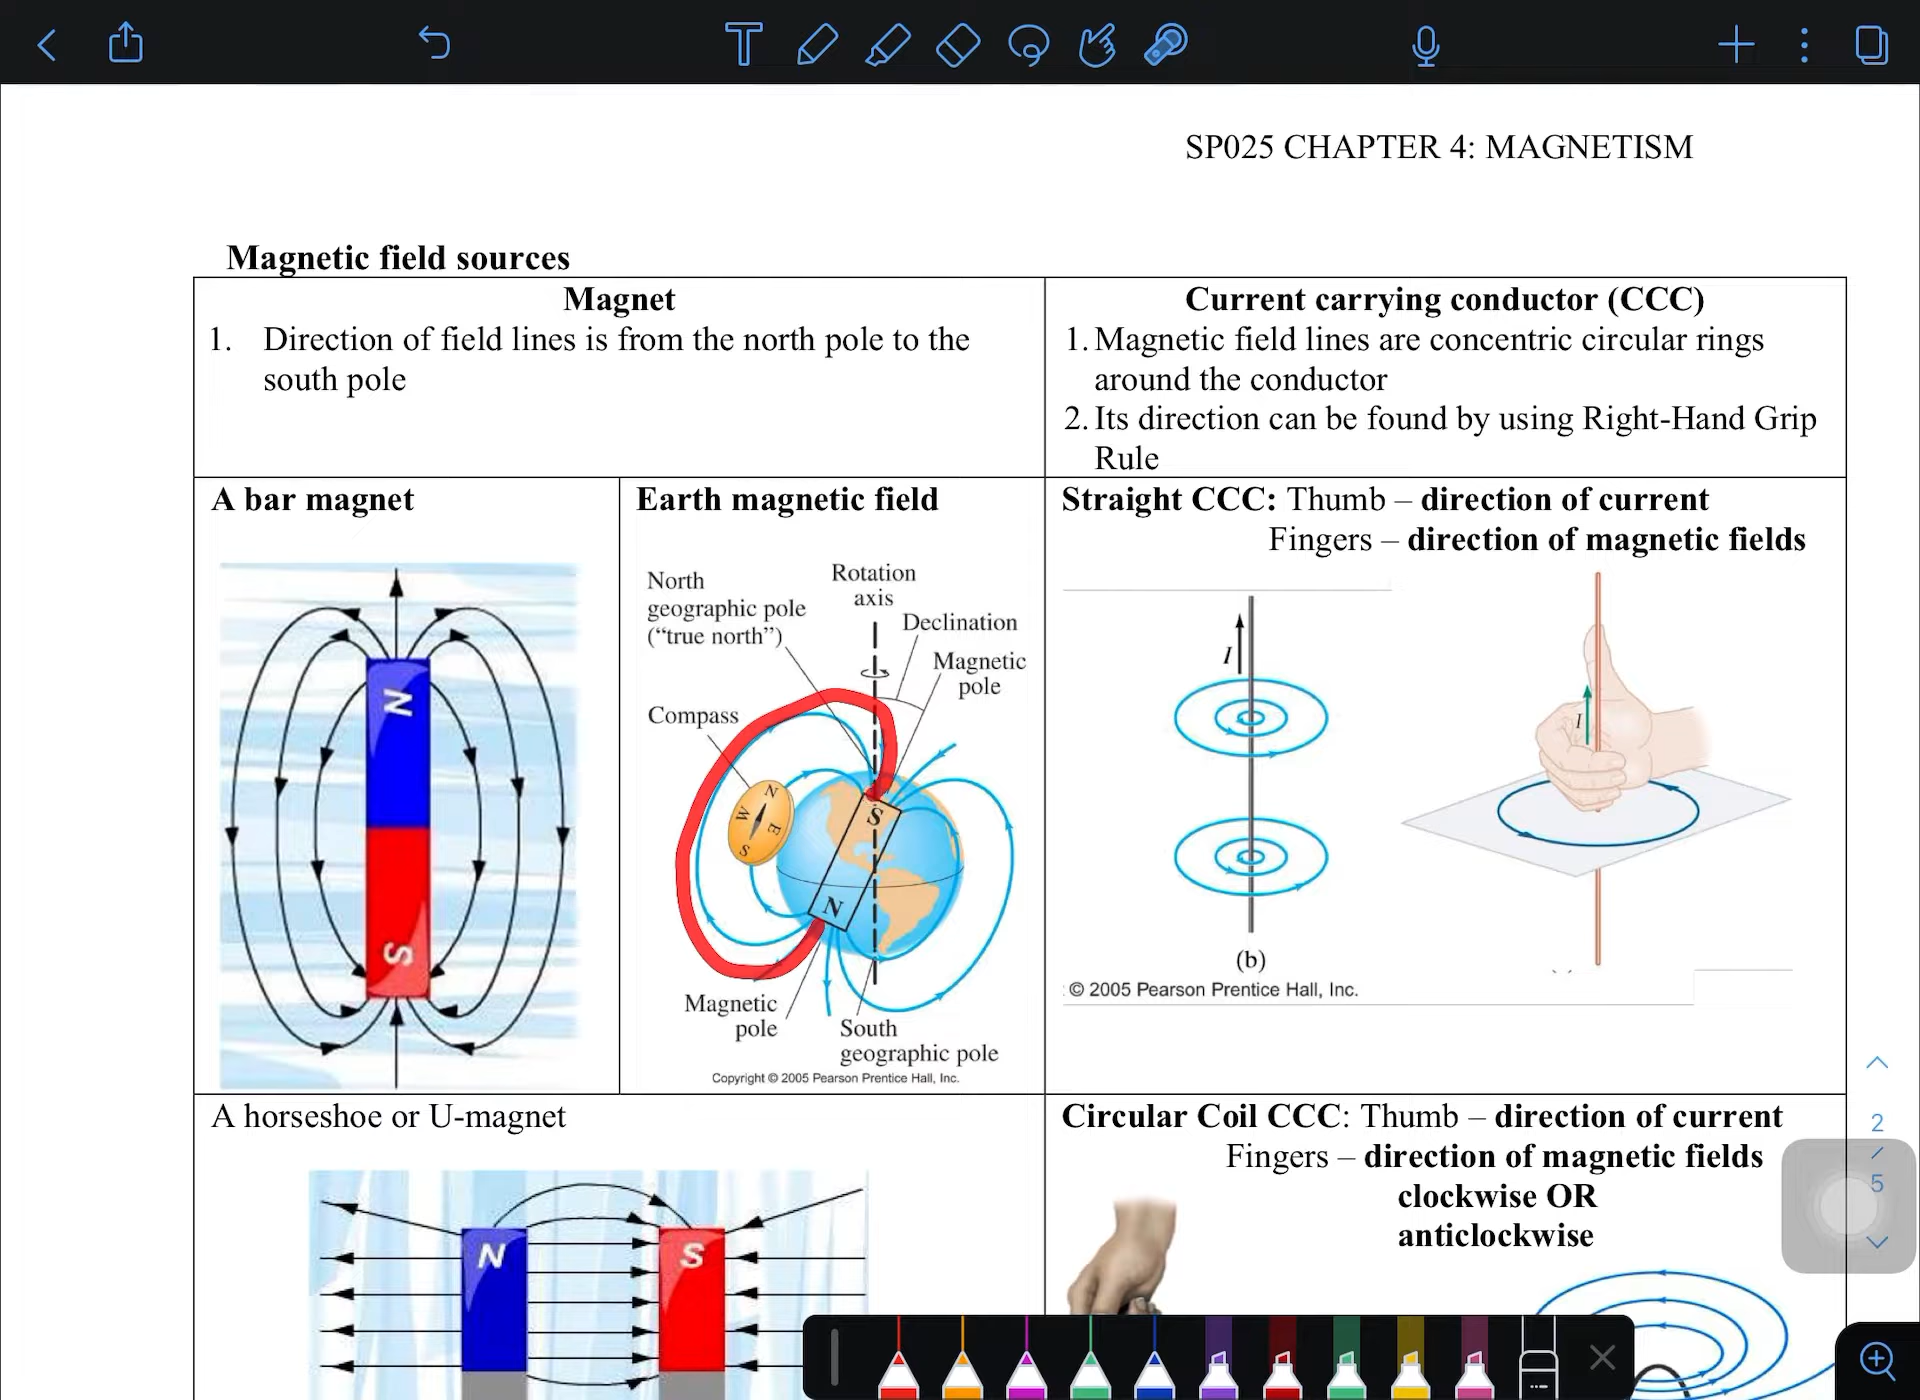 SP025 CHAPTER 4: MAGNETISM
Magnetic field sources
Magnet
1. Direction of field lines is from the north pole to the
south pole
Current carrying conductor (CCC)
1. Magnetic field lines are concentric circular rings
around the conductor
2. Its direction can be found by using Right-Hand Grip
Rule
A bar magnet
N
S
Earth magnetic field
North
geographic pole
("true north")
Rotation
axis
Declination
Magnetic
pole
Compass
N
W
E
S
S
N
Magnetic
pole
South
geographic pole
Copyright © 2005 Pearson Prentice Hall, Inc.
Straight CCC: Thumb – direction of current
Fingers – direction of magnetic fields
I
I
(b)
© 2005 Pearson Prentice Hall, Inc.
A horseshoe or U-magnet
N
S
Circular Coil CCC: Thumb – direction of current
Fingers – direction of magnetic fields
clockwise OR
anticlockwise
2
/
5